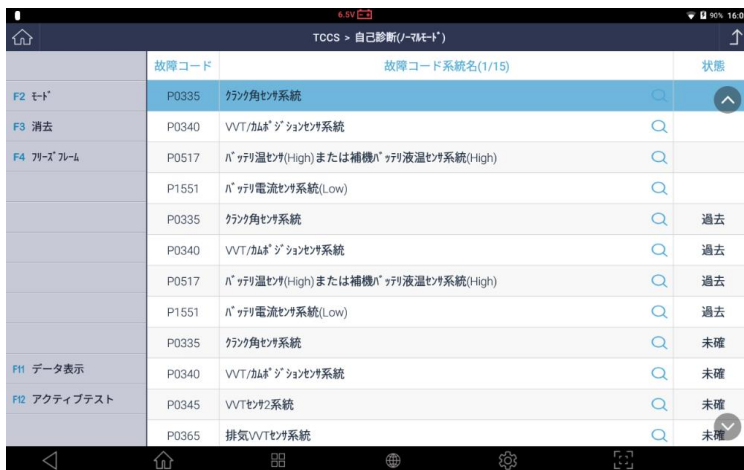 6.5V
90% 16:0
TCCS > 自己診断(ﾉｰﾏﾙﾓｰﾄﾞ)
故障コード 故障コード系統名(1/15) 状態
F2 ﾓｰﾄﾞ
F3 消去
F4 ﾌﾘｰｽﾞﾌﾚｰﾑ
F11 データ表示
F12 アクティブテスト
P0335 ｸﾗﾝｸ角ｾﾝｻ系統
P0340 VVT/ｶﾑﾎﾟｼﾞｼｮﾝｾﾝｻ系統
P0517 ﾊﾞｯﾃﾘ温ｾﾝｻ(High)または補機ﾊﾞｯﾃﾘ液温ｾﾝｻ系統(High)
P1551 ﾊﾞｯﾃﾘ電流ｾﾝｻ系統(Low)
P0335 ｸﾗﾝｸ角ｾﾝｻ系統 過去
P0340 VVT/ｶﾑﾎﾟｼﾞｼｮﾝｾﾝｻ系統 過去
P0517 ﾊﾞｯﾃﾘ温ｾﾝｻ(High)または補機ﾊﾞｯﾃﾘ液温ｾﾝｻ系統(High) 過去
P1551 ﾊﾞｯﾃﾘ電流ｾﾝｻ系統(Low) 過去
P0335 ｸﾗﾝｸ角ｾﾝｻ系統 未確
P0340 VVT/ｶﾑﾎﾟｼﾞｼｮﾝｾﾝｻ系統 未確
P0345 VVTｾﾝｻ2系統 未確
P0365 排気VVTｾﾝｻ系統 未確